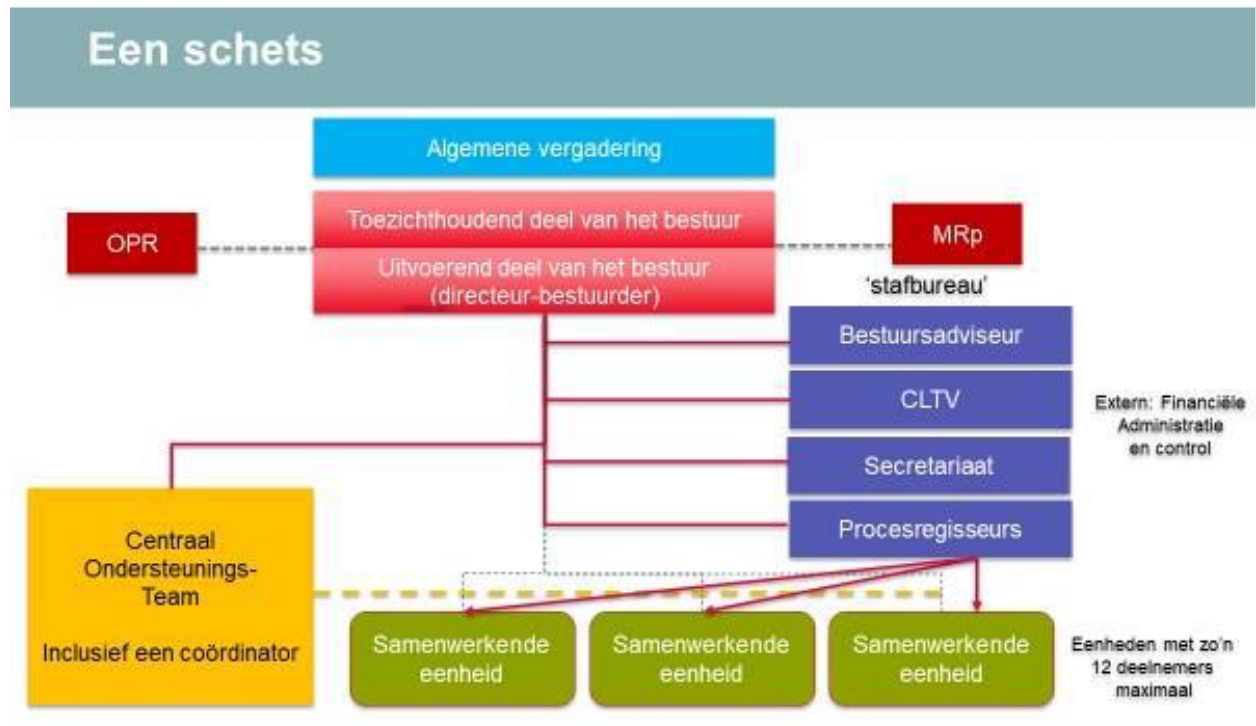 Een schets
Algemene vergadering
Toezichthoudend deel van het bestuur
OPR
MRp
Uitvoerend deel van het bestuur
(directeur-bestuurder)
'stafbureau'
Bestuursadviseur
CLTV
Extern: Financiële
Administratie
en control
Secretariaat
Procesregisseurs
Centraal
Ondersteunings-
Team
Inclusief een coördinator
Samenwerkende
eenheid
Samenwerkende
eenheid
Samenwerkende
eenheid
Eenheden met zo'n
12 deelnemers
maximaal